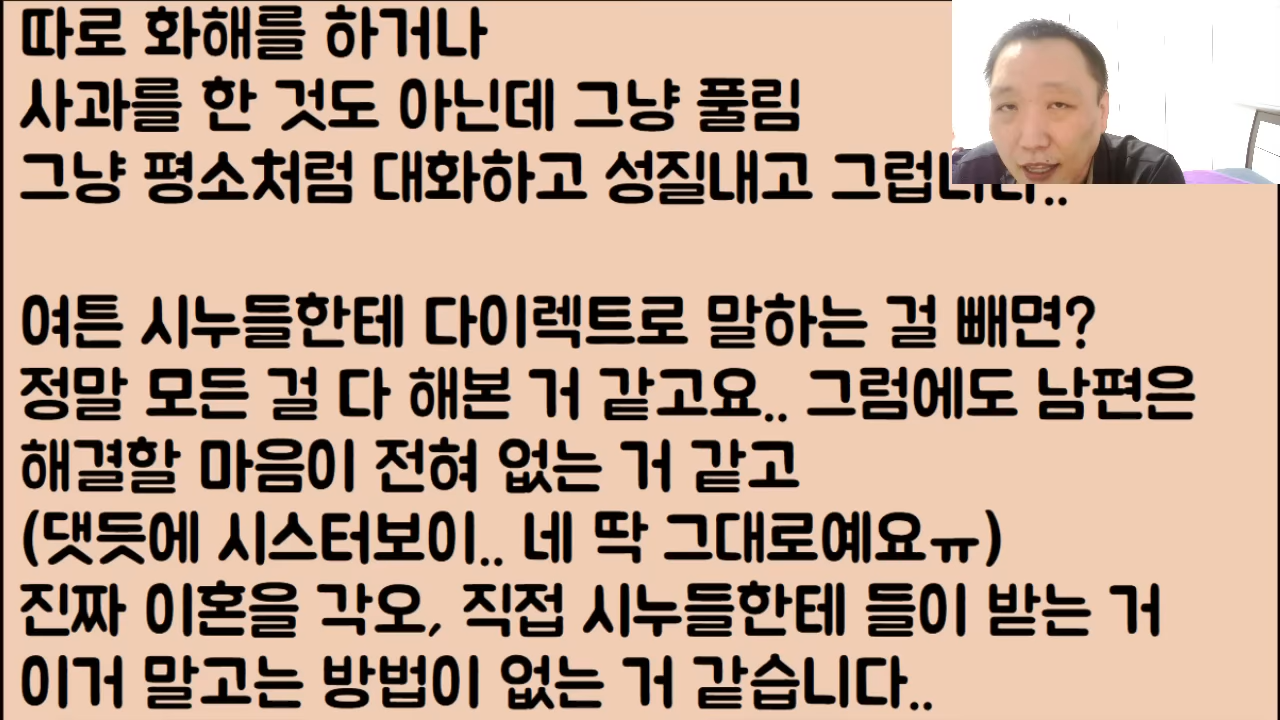 따로 화해를 하거나
사과를 한 것도 아닌데 그냥 풀림
그냥 평소처럼 대화하고 성질내고 그럽니다..
여튼 시누들한테 다이렉트로 말하는 걸 빼면?
정말 모든 걸 다 해본 거 같고요.. 그럼에도 남편은
해결할 마음이 전혀 없는 거 같고
(댓듯에 시스터보이.. 네 딱 그대로예요ㅠ)
진짜 이혼을 각오, 직접 시누들한테 들이 받는 거
이거 말고는 방법이 없는 거 같습니다..